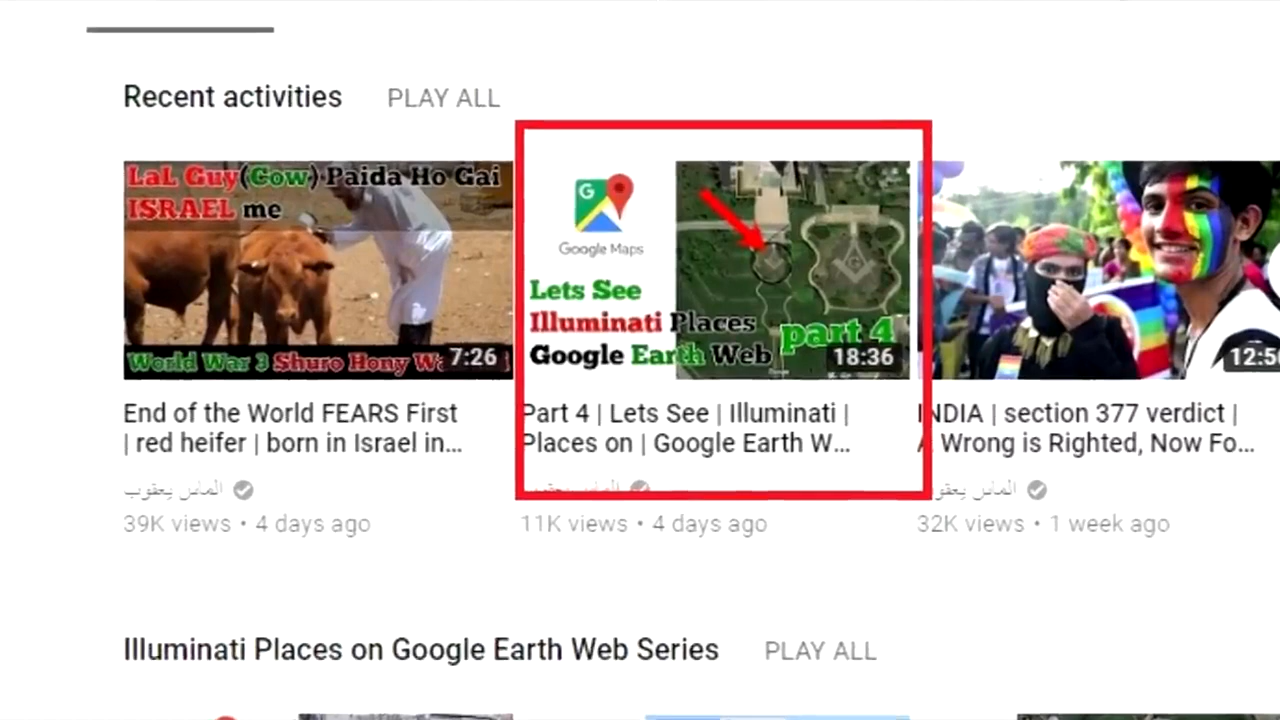 Recent activities PLAY ALL
LaL Guy(Cow) Paida Ho Gai
ISRAEL me
World War 3 Shuro Hony
7:26
G
Google Maps
Lets See
Illuminati Places
Google Earth Web
part 4
18:36
End of the World FEARS First
| red heifer | born in Israel in...
الماس يعقوب
39K views • 4 days ago
Part 4 | Lets See | Illuminati |
Places on | Google Earth W...
الماس يعقوب
11K views • 4 days ago
INDIA | section 377 verdict |
A Wrong is Righted, Now Fo...
الماس يعقوب
32K views • 1 week ago
Illuminati Places on Google Earth Web Series PLAY ALL